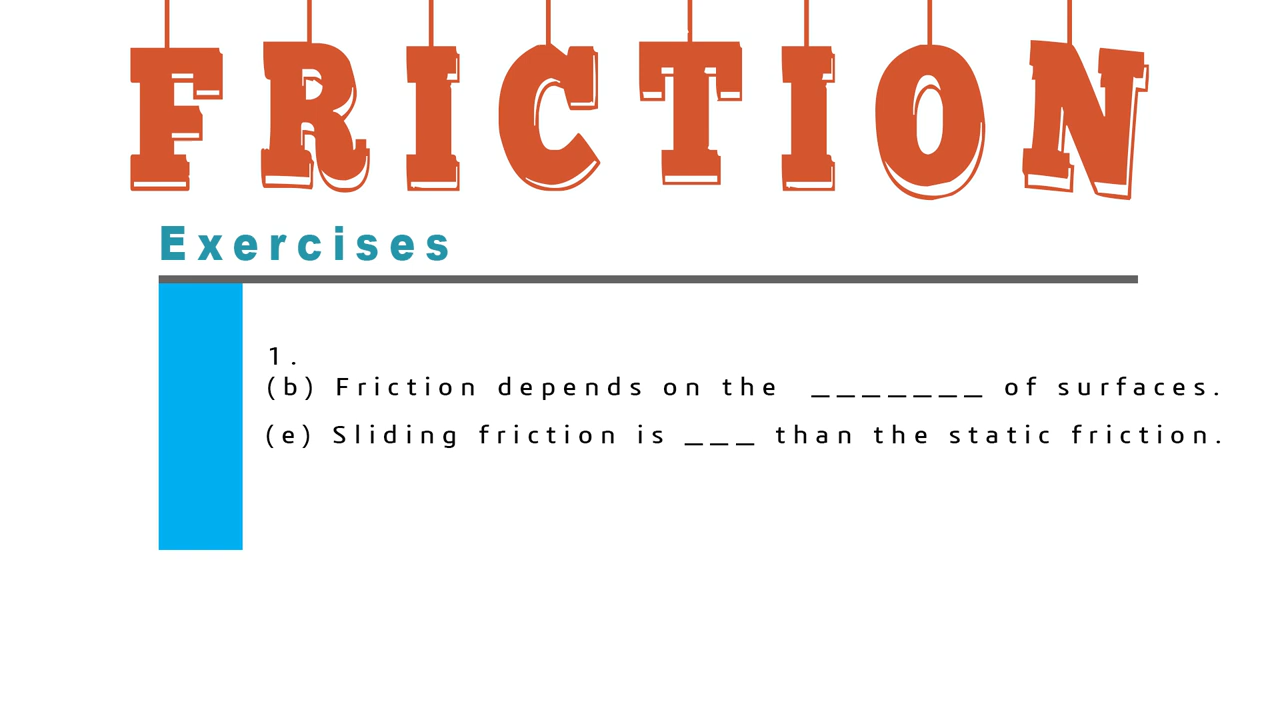 FRICTION
Exercises
1.
(b) Friction depends on the _______ of surfaces.
(e) Sliding friction is ___ than the static friction.